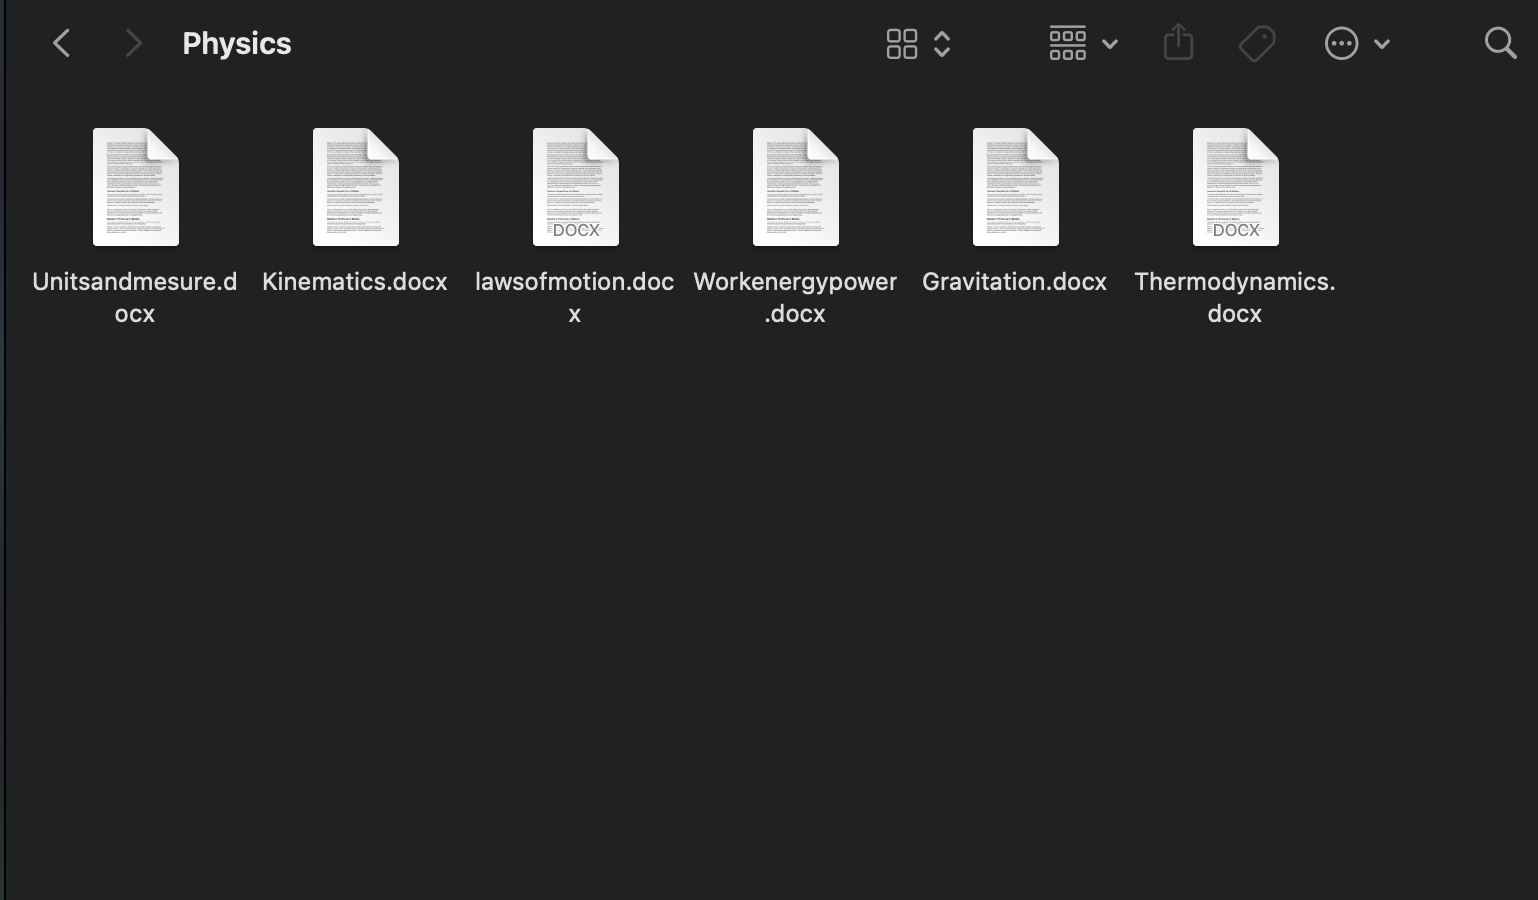 Physics
DOCX
DOCX
Unitsandmesure.d
ocx
Kinematics.docx
lawsofmotion.doc
x
Workenergypower
.docx
Gravitation.docx
Thermodynamics.
docx